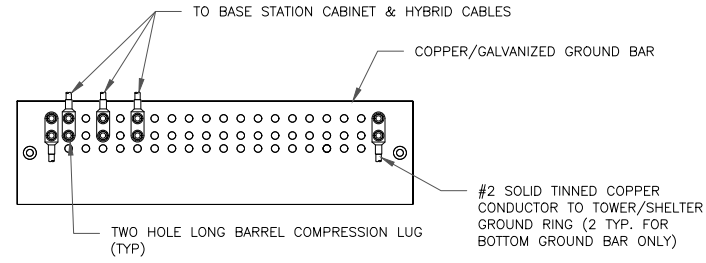 TO BASE STATION CABINET & HYBRID CABLES
COPPER/GALVANIZED GROUND BAR
#2 SOLID TINNED COPPER
CONDUCTOR TO TOWER/SHELTER
GROUND RING (2 TYP. FOR
BOTTOM GROUND BAR ONLY)
TWO HOLE LONG BARREL COMPRESSION LUG
(TYP)